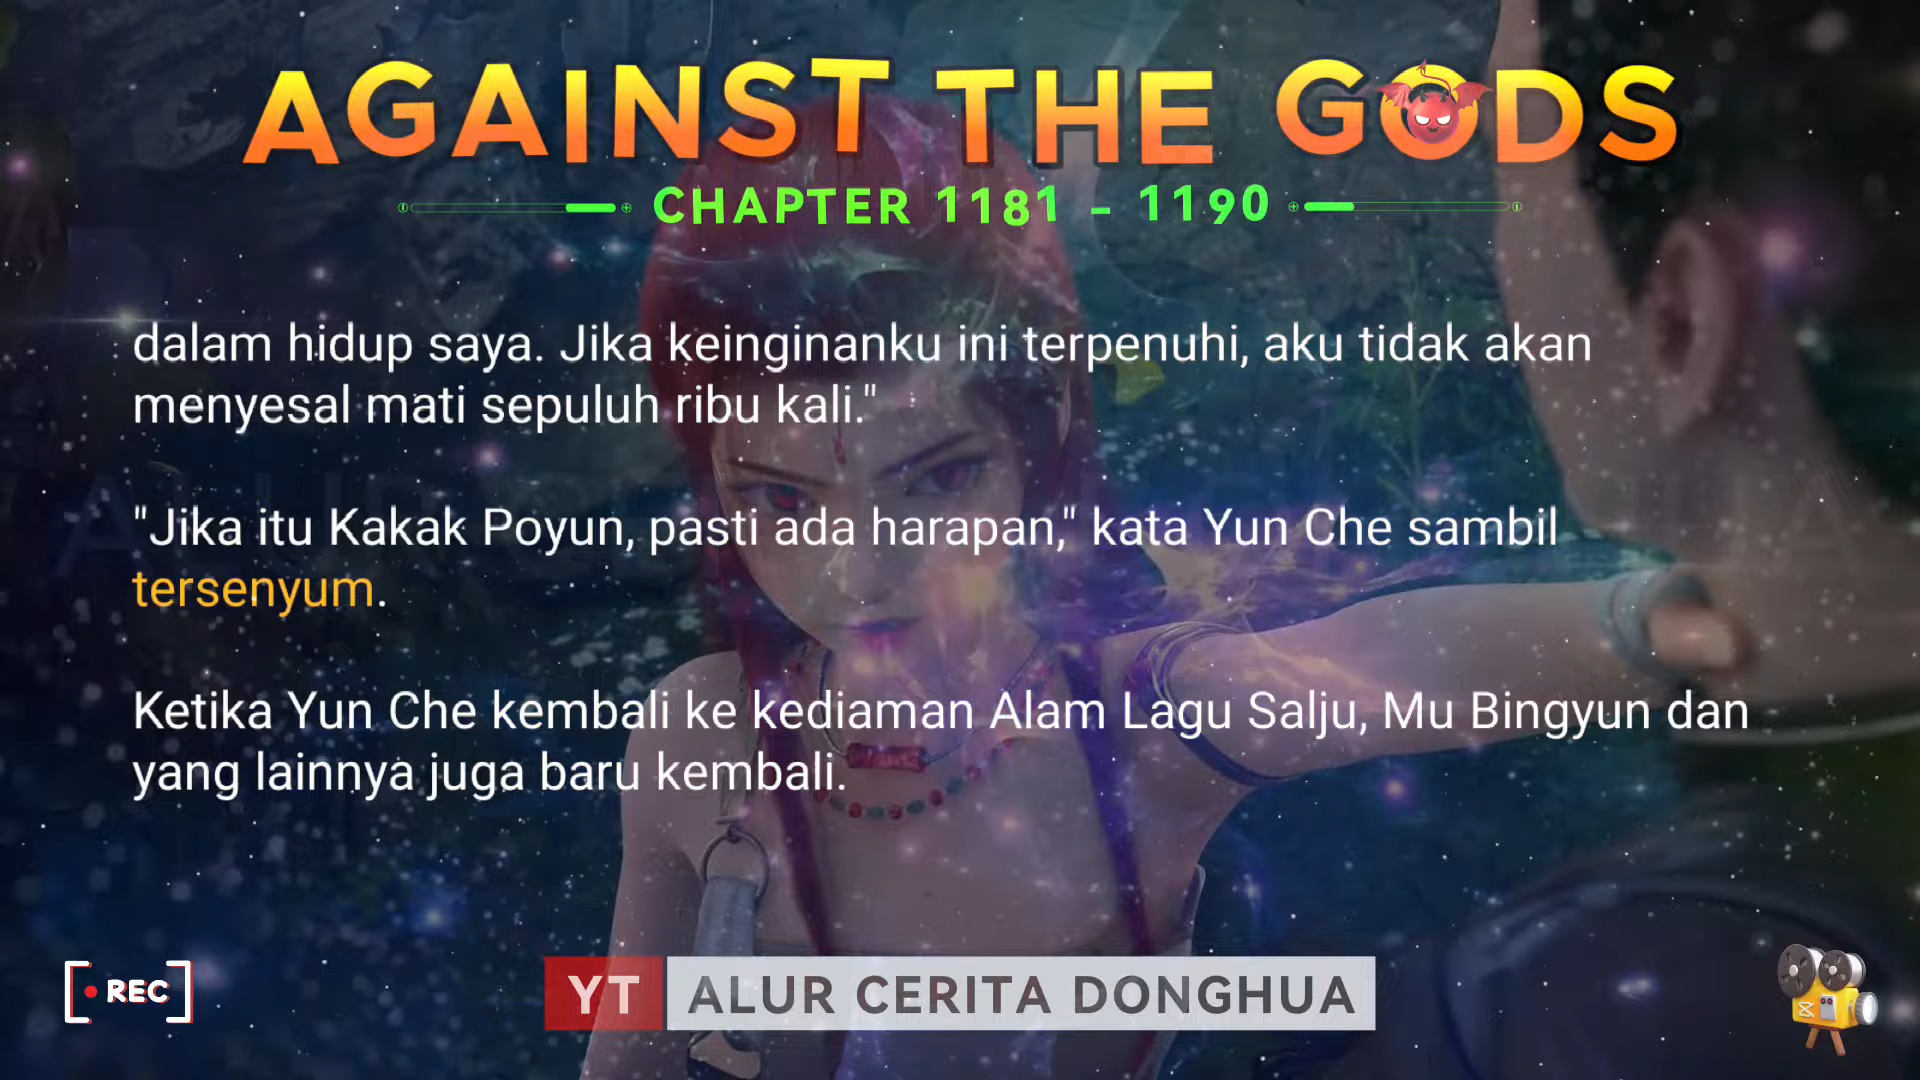 AGAINST THE GODS
CHAPTER 1181 - 1190
dalam hidup saya. Jika keinginanku ini terpenuhi, aku tidak akan
menyesal mati sepuluh ribu kali."
"Jika itu Kakak Poyun, pasti ada harapan," kata Yun Che sambil
tersenyum.
Ketika Yun Che kembali ke kediaman Alam Lagu Salju, Mu Bingyun dan
yang lainnya juga baru kembali.
REC
YT ALUR CERITA DONGHUA